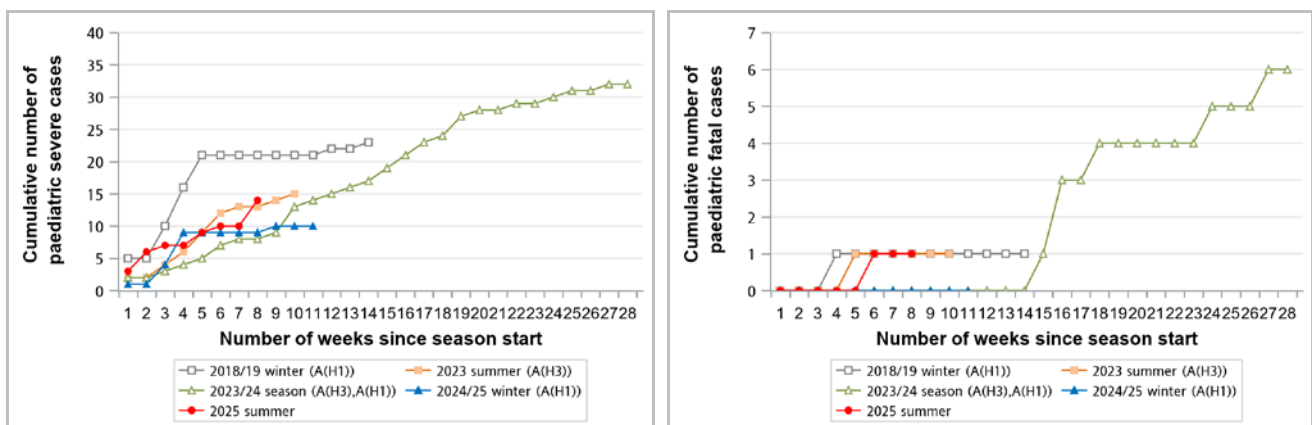 Cumulative number of
paediatric severe cases
40
35
30
25
20
15
10
5
0
1 2 3 4 5 6 7 8 9 10 11 12 13 14 15 16 17 18 19 20 21 22 23 24 25 26 27 28
Number of weeks since season start
2018/19 winter (A(H1))
2023 summer (A(H3))
2023/24 season (A(H3),A(H1))
2024/25 winter (A(H1))
2025 summer
Cumulative number of
paediatric fatal cases
7
6
5
4
3
2
1
0
1 2 3 4 5 6 7 8 9 10 11 12 13 14 15 16 17 18 19 20 21 22 23 24 25 26 27 28
Number of weeks since season start
2018/19 winter (A(H1))
2023 summer (A(H3))
2023/24 season (A(H3),A(H1))
2024/25 winter (A(H1))
2025 summer